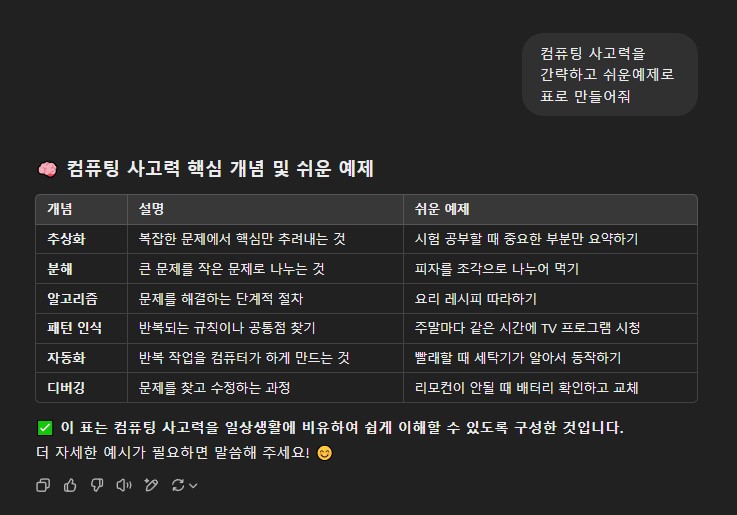 컴퓨팅 사고력을
간략하고 쉬운예제로
표로 만들어줘
🧠 컴퓨팅 사고력 핵심 개념 및 쉬운 예제
개념 설명 쉬운 예제
추상화 복잡한 문제에서 핵심만 추려내는 것 시험 공부할 때 중요한 부분만 요약하기
분해 큰 문제를 작은 문제로 나누는 것 피자를 조각으로 나누어 먹기
알고리즘 문제를 해결하는 단계적 절차 요리 레시피 따라하기
패턴 인식 반복되는 규칙이나 공통점 찾기 주말마다 같은 시간에 TV 프로그램 시청
자동화 반복 작업을 컴퓨터가 하게 만드는 것 빨래할 때 세탁기가 알아서 동작하기
디버깅 문제를 찾고 수정하는 과정 리모컨이 안될 때 배터리 확인하고 교체
✅ 이 표는 컴퓨팅 사고력을 일상생활에 비유하여 쉽게 이해할 수 있도록 구성한 것입니다.
더 자세한 예시가 필요하면 말씀해 주세요! 😊